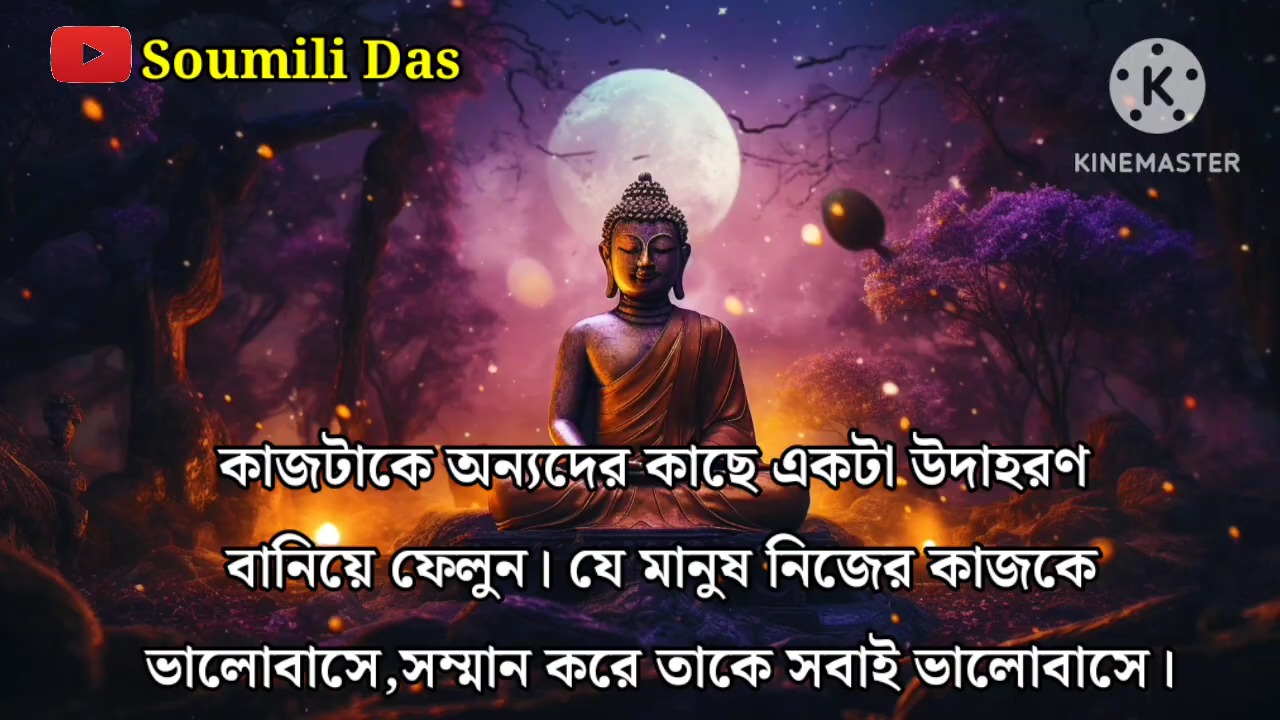 Soumili Das
K
KINEMASTER
কাজটাকে অন্যদের কাছে একটা উদাহরণ
বানিয়ে ফেলুন। যে মানুষ নিজের কাজকে
ভালোবাসে,সম্মান করে তাকে সবাই ভালোবাসে।